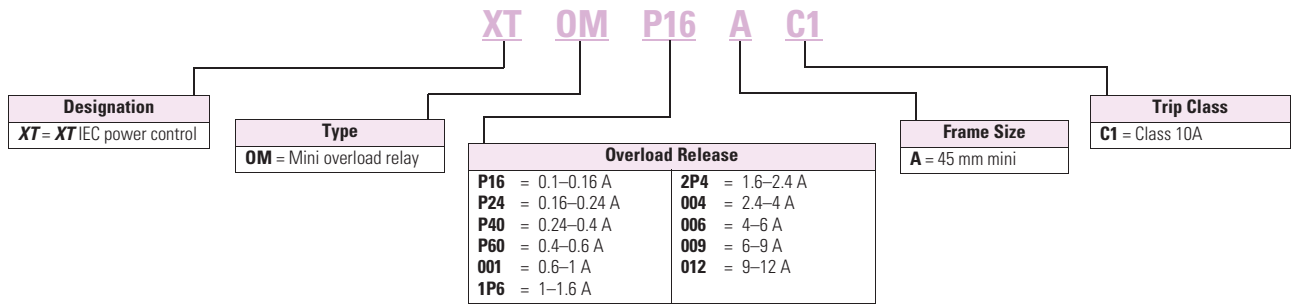 XT OM P16 A C1
Designation
XT = XT IEC power control
Type
OM = Mini overload relay
Overload Release
P16 = 0.1–0.16 A
P24 = 0.16–0.24 A
P40 = 0.24–0.4 A
P60 = 0.4–0.6 A
001 = 0.6–1 A
1P6 = 1–1.6 A
2P4 = 1.6–2.4 A
004 = 2.4–4 A
006 = 4–6 A
009 = 6–9 A
012 = 9–12 A
Frame Size
A = 45 mm mini
Trip Class
C1 = Class 10A